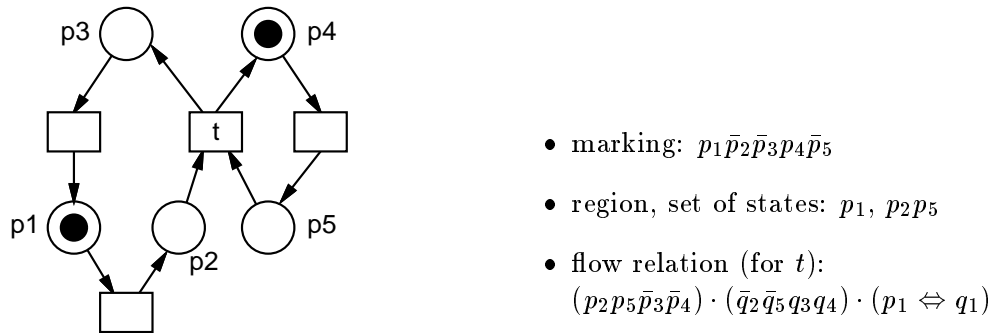 p3
p4
t
p1
p2
p5
• marking: p₁p̄₂p̄₃p₄p̄₅
• region, set of states: p₁, p₂p₅
• flow relation (for t):
(p₂p₅p̄₃p̄₄) · (q̄₂q̄₅q₃q₄) · (p₁ ⇔ q₁)